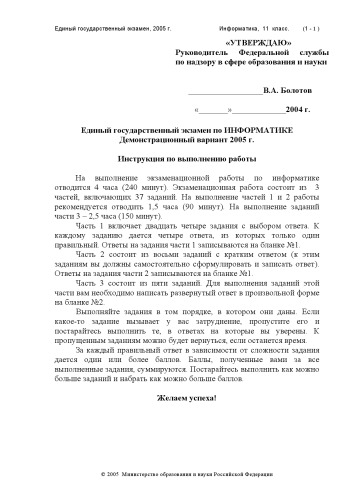 Единый государственный экзамен, 2005 г. Информатика, 11 класс. (1 - 1 )
«УТВЕРЖДАЮ»
Руководитель Федеральной службы
по надзору в сфере образования и науки
___________________В.А. Болотов
«_______»_____________2004 г.
Единый государственный экзамен по ИНФОРМАТИКЕ
Демонстрационный вариант 2005 г.
Инструкция по выполнению работы
На выполнение экзаменационной работы по информатике
отводится 4 часа (240 минут). Экзаменационная работа состоит из 3
частей, включающих 37 заданий. На выполнение частей 1 и 2 работы
рекомендуется отводить 1,5 часа (90 минут). На выполнение заданий
части 3 – 2,5 часа (150 минут).
Часть 1 включает двадцать четыре задания с выбором ответа. К
каждому заданию дается четыре ответа, из которых только один
правильный. Ответы на задания части 1 записываются на бланке №1.
Часть 2 состоит из восьми заданий с кратким ответом (к этим
заданиям вы должны самостоятельно сформулировать и записать ответ).
Ответы на задания части 2 записываются на бланке №1.
Часть 3 состоит из пяти заданий. Для выполнения заданий этой
части вам необходимо написать развернутый ответ в произвольной форме
на бланке №2.
Выполняйте задания в том порядке, в котором они даны. Если
какое-то задание вызывает у вас затруднение, пропустите его и
постарайтесь выполнить те, в ответах на которые вы уверены. К
пропущенным заданиям можно будет вернуться, если останется время.
За каждый правильный ответ в зависимости от сложности задания
дается один или более баллов. Баллы, полученные вами за все
выполненные задания, суммируются. Постарайтесь выполнить как можно
больше заданий и набрать как можно больше баллов.
Желаем успеха!
© 2005 Министерство образования и науки Российской Федерации